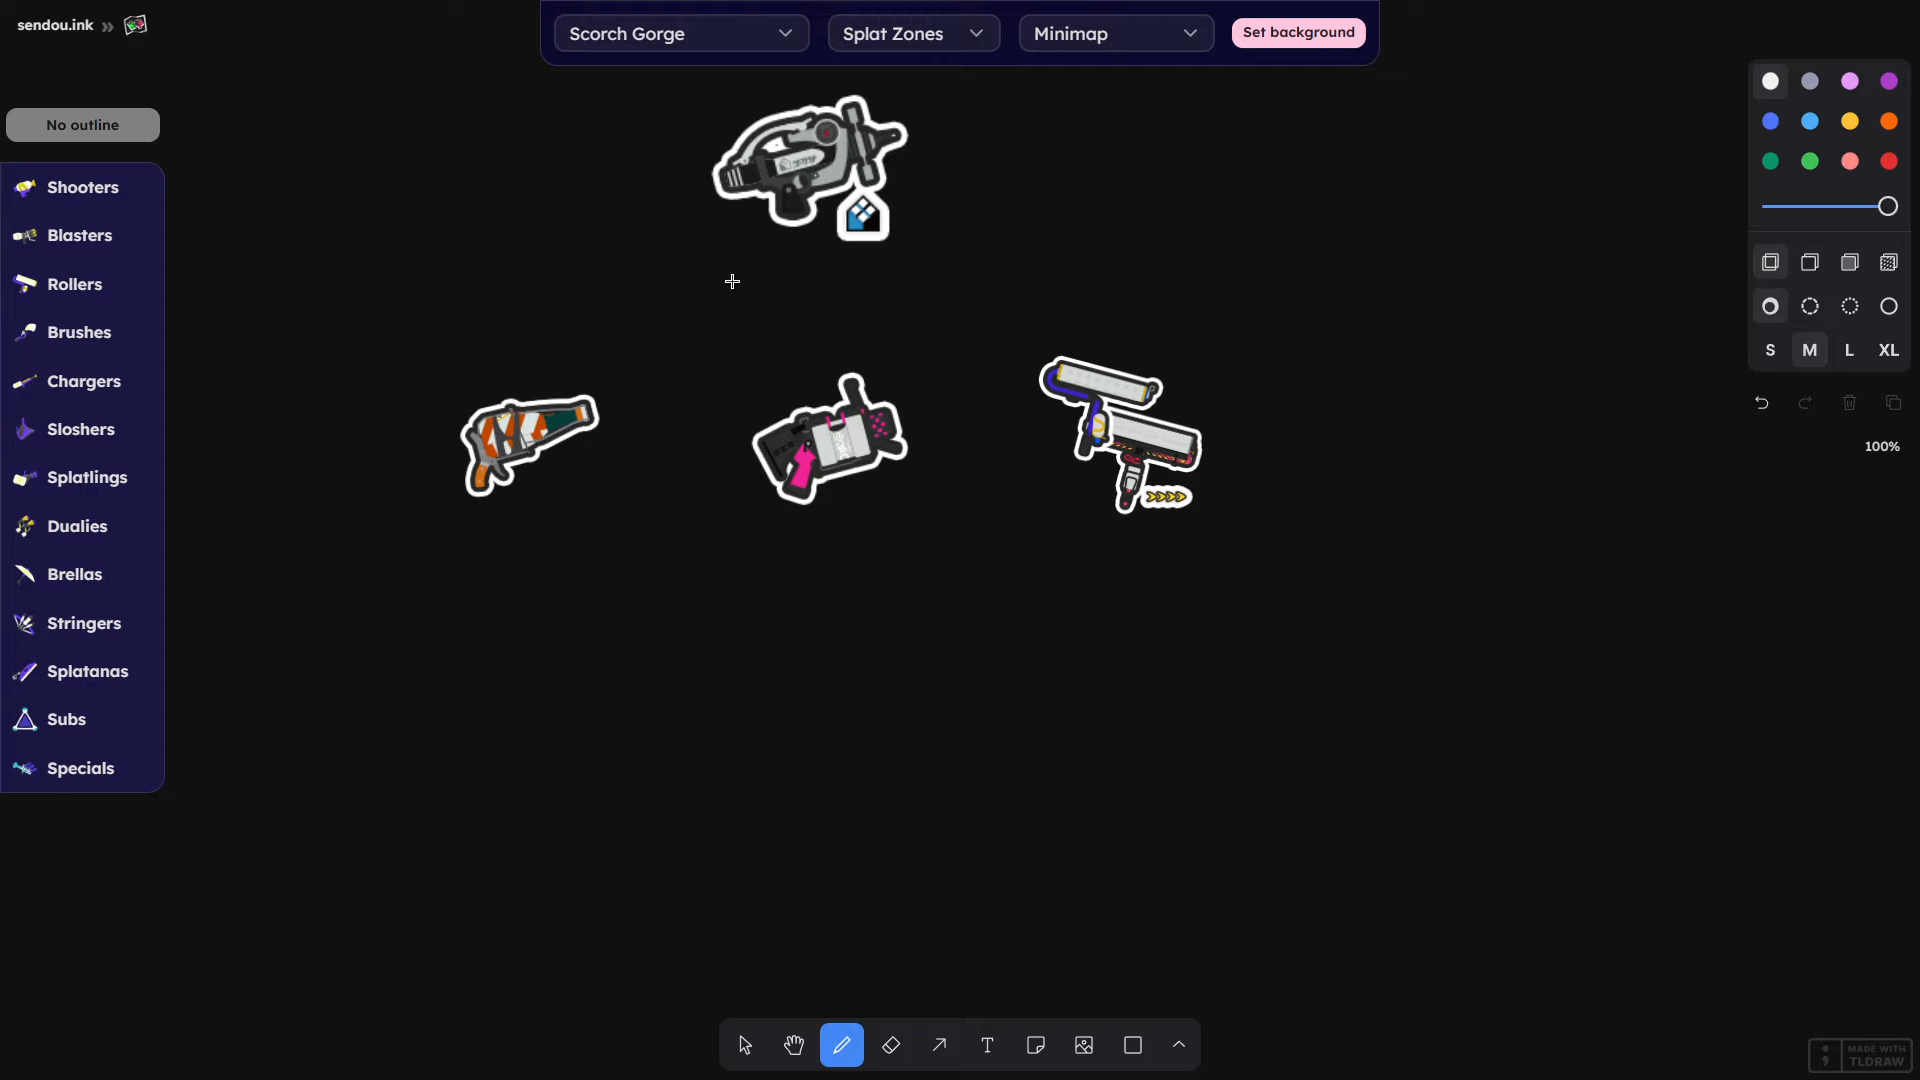 sendou.ink »
Scorch Gorge
Splat Zones
Minimap
Set background
No outline
Shooters
Blasters
Rollers
Brushes
Chargers
Sloshers
Splatlings
Dualies
Brellas
Stringers
Splatanas
Subs
Specials
S M L XL
100%
T
MADE WITH
TLDRAW